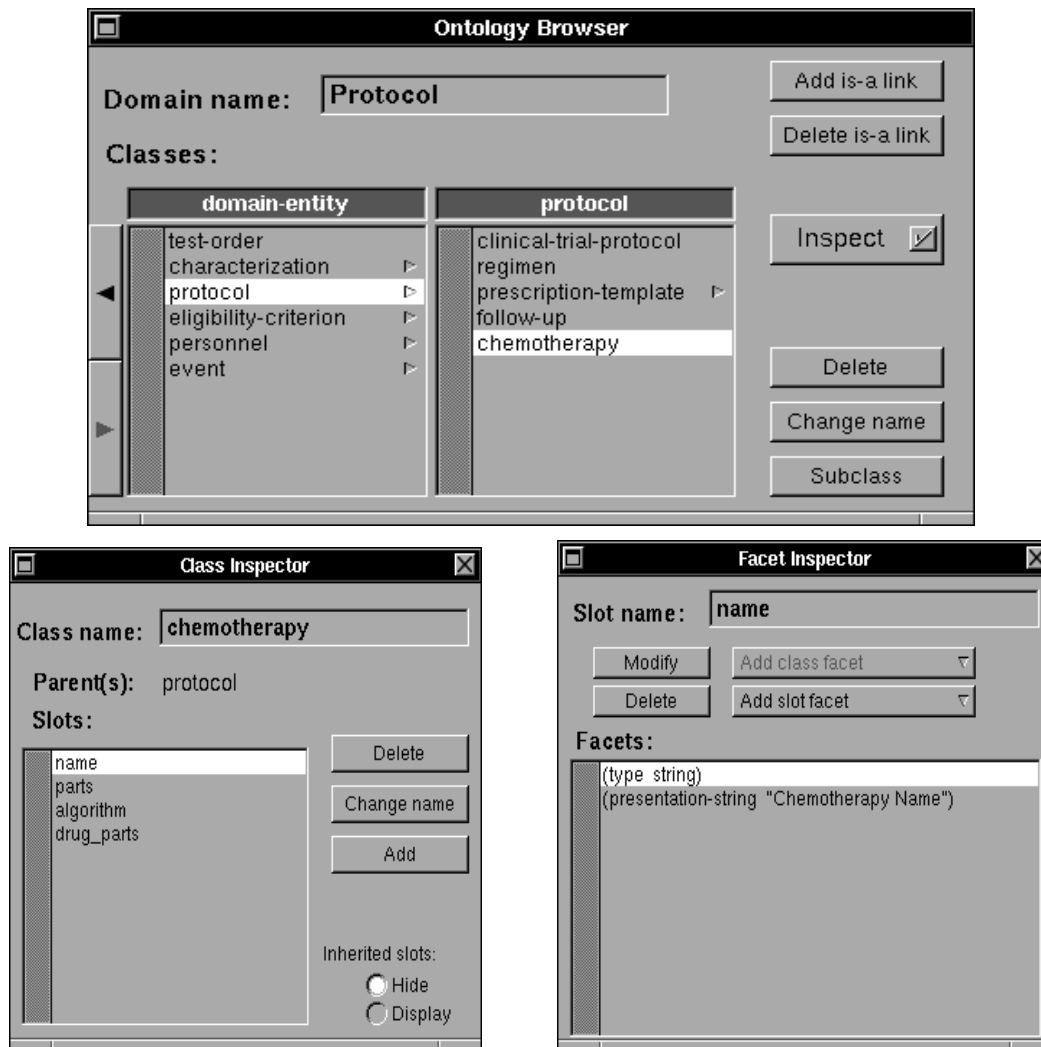 Ontology Browser
Domain name: Protocol
Add is-a link
Delete is-a link
Classes:
domain-entity
test-order
characterization
protocol
eligibility-criterion
personnel
event
protocol
clinical-trial-protocol
regimen
prescription-template
follow-up
chemotherapy
Inspect
Delete
Change name
Subclass
Class Inspector
Class name: chemotherapy
Parent(s): protocol
Slots:
name
parts
algorithm
drug_parts
Delete
Change name
Add
Inherited slots:
Hide
Display
Facet Inspector
Slot name: name
Modify
Add class facet
Delete
Add slot facet
Facets:
(type string)
(presentation-string "Chemotherapy Name")